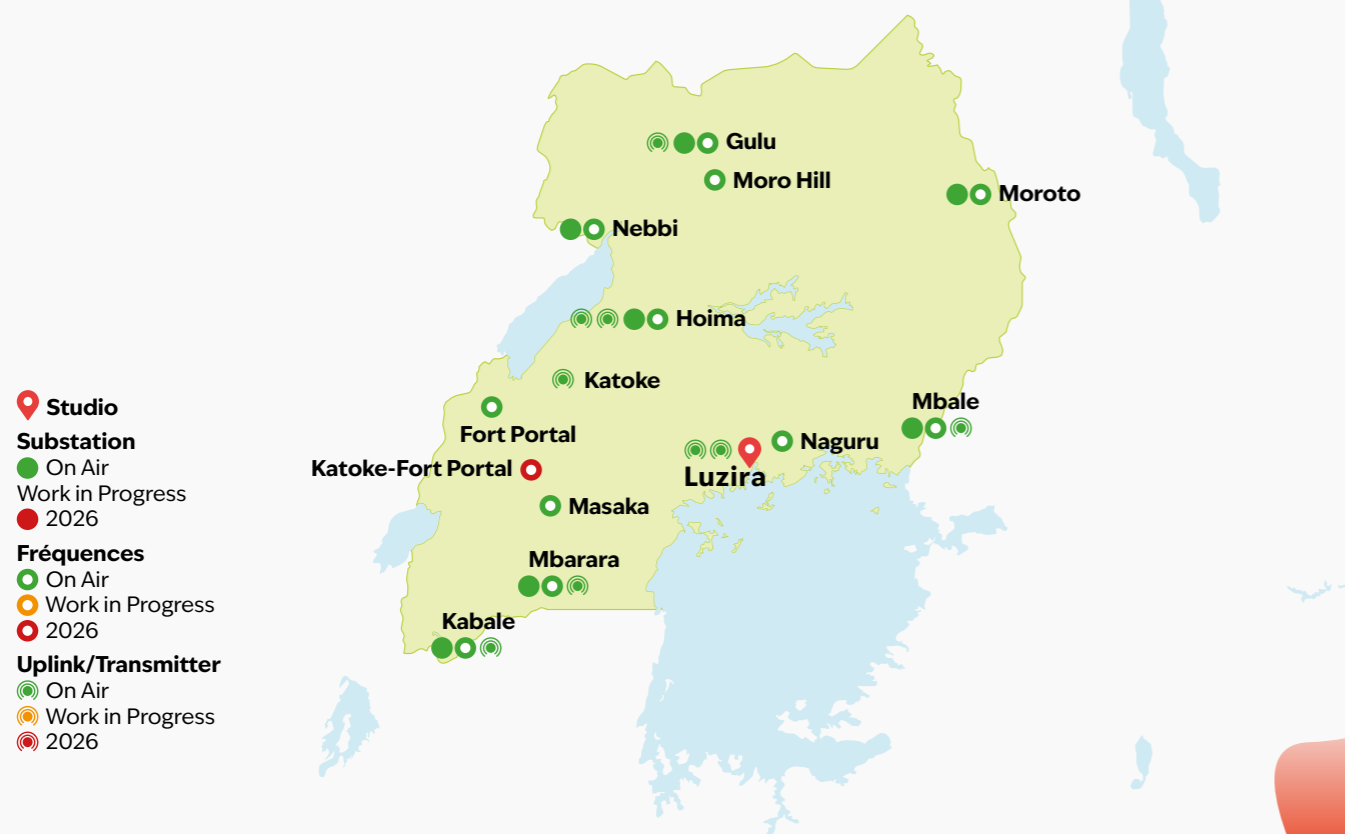 Gulu
Moro Hill
Moroto
Nebbi
Hoima
Katoke
Mbale
Fort Portal
Naguru
Katoke-Fort Portal
Luzira
Masaka
Mbarara
Kabale
Studio
Substation
On Air
Work in Progress
2026
Fréquences
On Air
Work in Progress
2026
Uplink/Transmitter
On Air
Work in Progress
2026